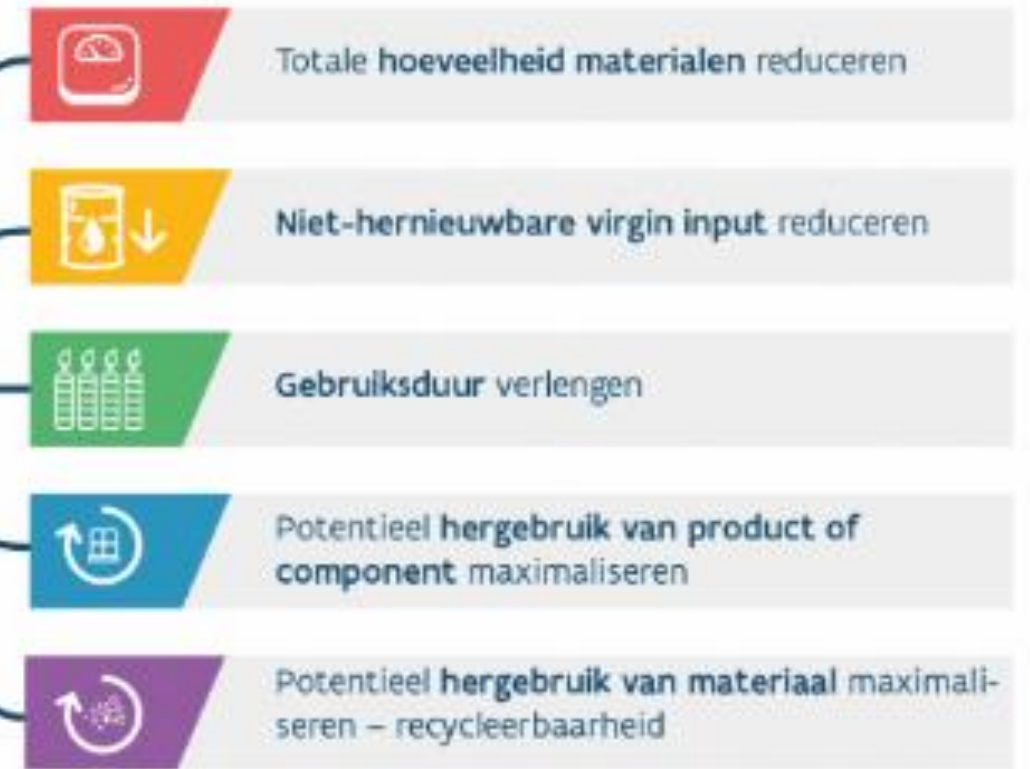 Totale hoeveelheid materialen reduceren
Niet-hernieuwbare virgin input reduceren
Gebruiksduur verlengen
Potentieel hergebruik van product of
component maximaliseren
Potentieel hergebruik van materiaal maximali-
seren – recycleerbaarheid